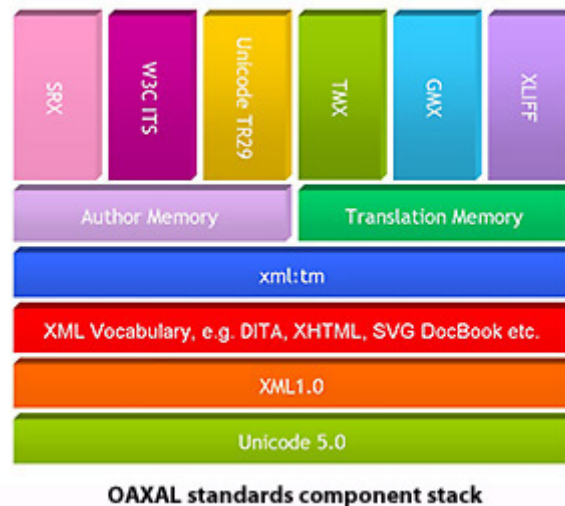 SRX
W3C ITS
Unicode TR29
TMX
GMX
XLIFF
Author Memory
Translation Memory
xml:tm
XML Vocabulary, e.g. DITA, XHTML, SVG DocBook etc.
XML1.0
Unicode 5.0
OAXAL standards component stack